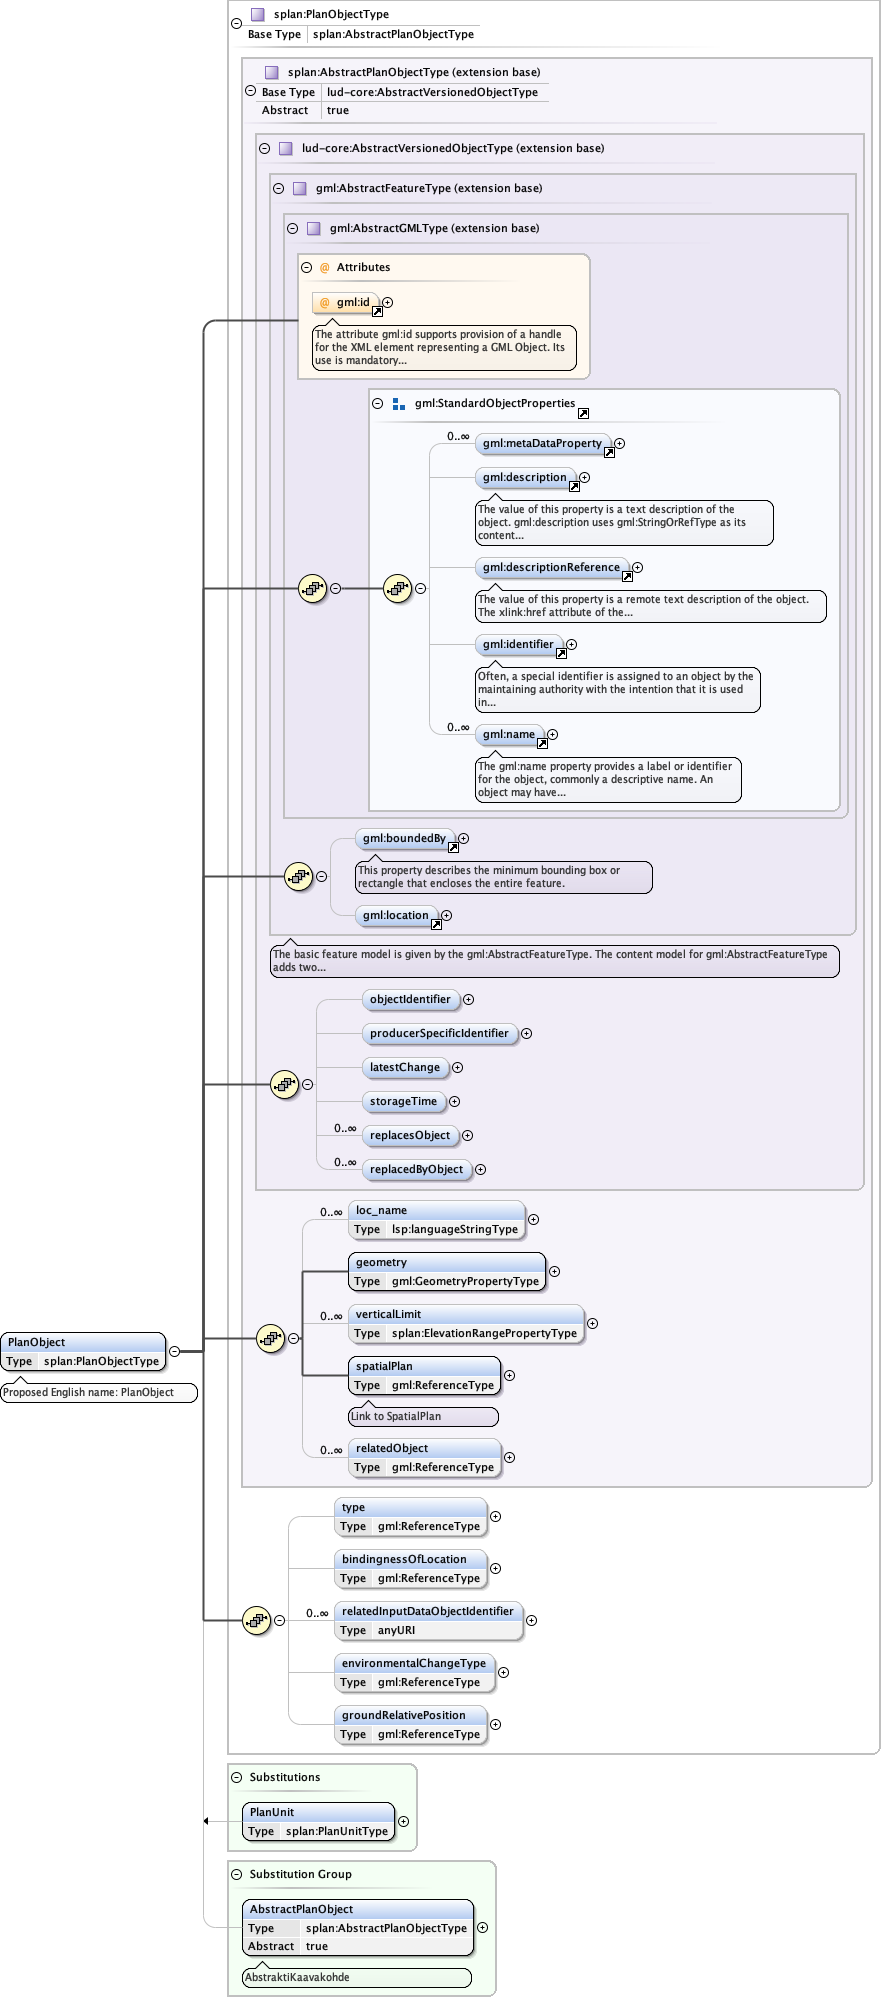 splan:PlanObjectType
Base Type splan:AbstractPlanObjectType
splan:AbstractPlanObjectType (extension base)
Base Type lud-core:AbstractVersionedObjectType
Abstract true
lud-core:AbstractVersionedObjectType (extension base)
gml:AbstractFeatureType (extension base)
gml:AbstractGMLType (extension base)
@ Attributes
@ gml:id
The attribute gml:id supports provision of a handle
for the XML element representing a GML Object. Its
use is mandatory...
gml:StandardObjectProperties
0..∞
gml:metaDataProperty
gml:description
The value of this property is a text description of the
object. gml:description uses gml:StringOrRefType as its
content...
gml:descriptionReference
The value of this property is a remote text description of the object.
The xlink:href attribute of the...
gml:identifier
Often, a special identifier is assigned to an object by the
maintaining authority with the intention that it is used
in...
0..∞
gml:name
The gml:name property provides a label or identifier
for the object, commonly a descriptive name. An
object may have...
gml:boundedBy
This property describes the minimum bounding box or
rectangle that encloses the entire feature.
gml:location
The basic feature model is given by the gml:AbstractFeatureType. The content model for gml:AbstractFeatureType
adds two...
objectIdentifier
producerSpecificIdentifier
latestChange
storageTime
0..∞
replacesObject
0..∞
replacedByObject
0..∞
loc_name
Type lsp:languageStringType
geometry
Type gml:GeometryPropertyType
0..∞
verticalLimit
Type splan:ElevationRangePropertyType
spatialPlan
Type gml:ReferenceType
Link to SpatialPlan
0..∞
relatedObject
Type gml:ReferenceType
PlanObject
Type splan:PlanObjectType
Proposed English name: PlanObject
type
Type gml:ReferenceType
bindingnessOfLocation
Type gml:ReferenceType
0..∞
relatedInputDataObjectIdentifier
Type anyURI
environmentalChangeType
Type gml:ReferenceType
groundRelativePosition
Type gml:ReferenceType
Substitutions
PlanUnit
Type splan:PlanUnitType
Substitution Group
AbstractPlanObject
Type splan:AbstractPlanObjectType
Abstract true
AbstraktiKaavakohde